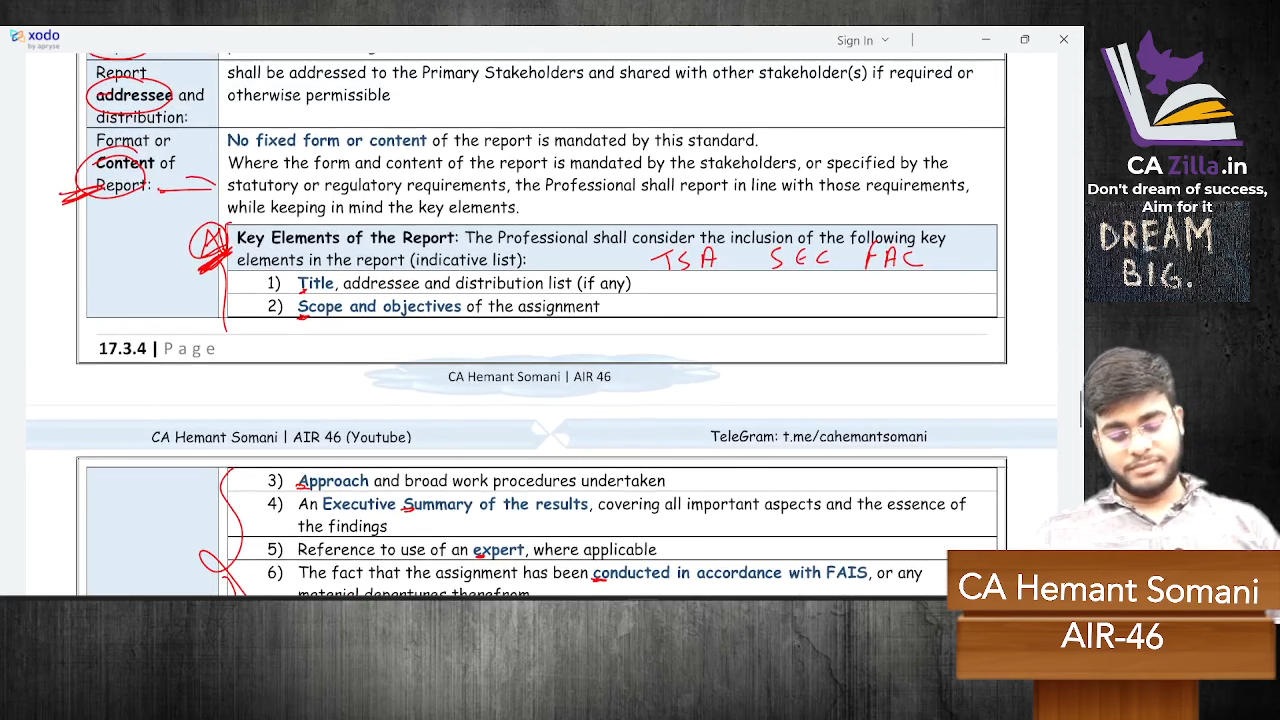 xodo
by apryse
Sign In
Report
addressee and
distribution:
shall be addressed to the Primary Stakeholders and shared with other stakeholder(s) if required or
otherwise permissible
Format or
Content of
Report:
No fixed form or content of the report is mandated by this standard.
Where the form and content of the report is mandated by the stakeholders, or specified by the
statutory or regulatory requirements, the Professional shall report in line with those requirements,
while keeping in mind the key elements.
A
Key Elements of the Report: The Professional shall consider the inclusion of the following key
elements in the report (indicative list):
TSA SEC FAC
1) Title, addressee and distribution list (if any)
2) Scope and objectives of the assignment
17.3.4 | Page
CA Hemant Somani | AIR 46
CA Hemant Somani | AIR 46 (Youtube)
TeleGram: t.me/cahemantsomani
3) Approach and broad work procedures undertaken
4) An Executive Summary of the results, covering all important aspects and the essence of
the findings
5) Reference to use of an expert, where applicable
6) The fact that the assignment has been conducted in accordance with FAIS, or any
material departures therefrom
CA Zilla.in
Don't dream of success,
Aim for it
DREAM
BIG.
CA Hemant Somani
AIR-46